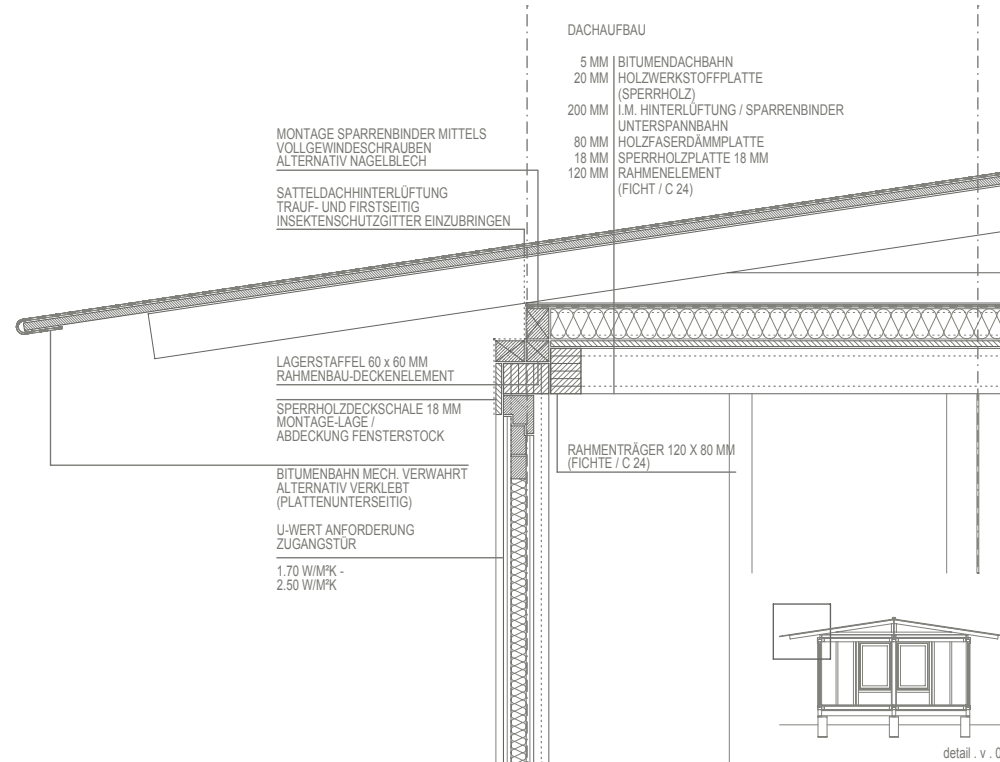 DACHAUFBAU
5 MM BITUMENDACHBAHN
20 MM HOLZWERKSTOFFPLATTE
(SPERRHOLZ)
200 MM I.M. HINTERLÜFTUNG / SPARRENBINDER
UNTERSPANNBAHN
80 MM HOLZFASERDÄMMPLATTE
18 MM SPERRHOLZPLATTE 18 MM
120 MM RAHMENELEMENT
(FICHT / C 24)
MONTAGE SPARRENBINDER MITTELS
VOLLGEWINDESCHRAUBEN
ALTERNATIV NAGELBLECH
SATTELDACHHINTERLÜFTUNG
TRAUF- UND FIRSTSEITIG
INSEKTENSCHUTZGITTER EINZUBRINGEN
LAGERSTAFFEL 60 x 60 MM
RAHMENBAU-DECKENELEMENT
SPERRHOLZDECKSCHALE 18 MM
MONTAGE-LAGE /
ABDECKUNG FENSTERSTOCK
BITUMENBAHN MECH. VERWAHRT
ALTERNATIV VERKLEBT
(PLATTENUNTERSEITIG)
U-WERT ANFORDERUNG
ZUGANGSTÜR
1.70 W/M²K -
2.50 W/M²K
RAHMENTRÄGER 120 X 80 MM
(FICHTE / C 24)
detail . v . 0